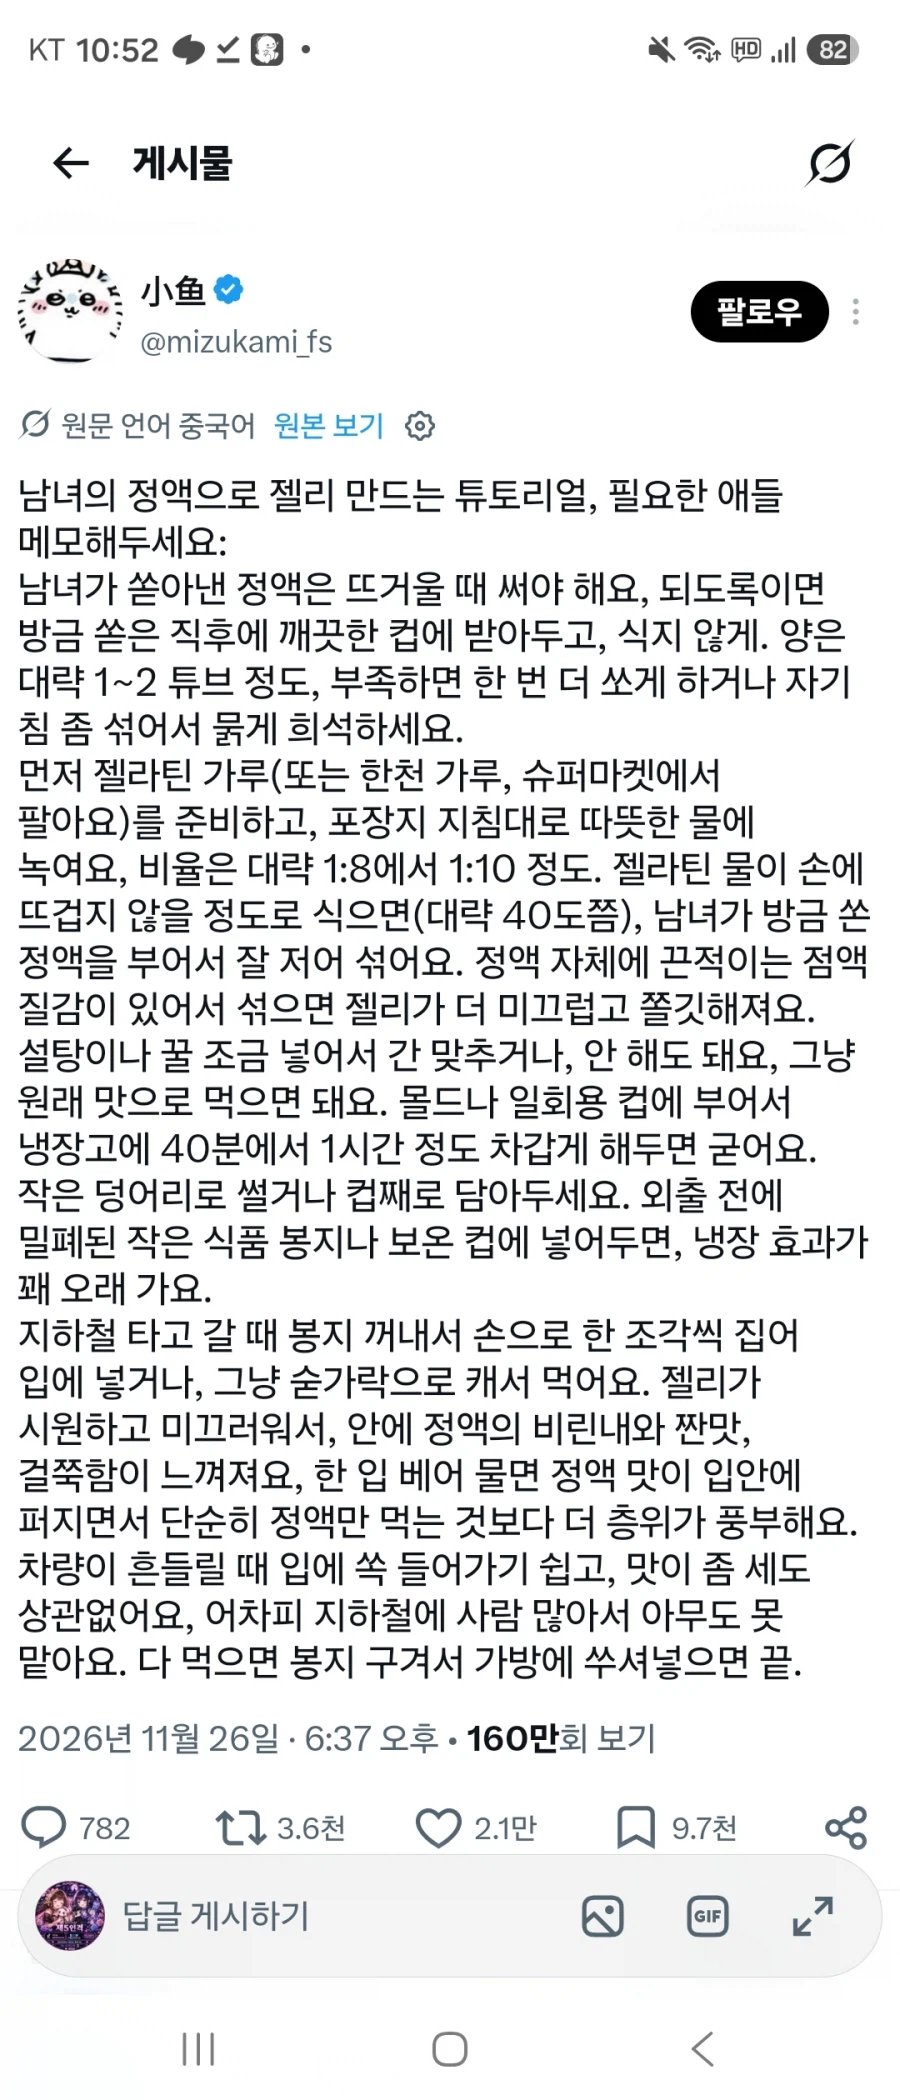 KT 10:52
HD 82
게시물
小鱼
@mizukami_fs
팔로우
원문 언어 중국어 원본 보기
남녀의 정액으로 젤리 만드는 튜토리얼, 필요한 애들
메모해두세요:
남녀가 쏟아낸 정액은 뜨거울 때 써야 해요, 되도록이면
방금 쏟은 직후에 깨끗한 컵에 받아두고, 식지 않게. 양은
대략 1~2 튜브 정도, 부족하면 한 번 더 쏘게 하거나 자기
침 좀 섞어서 묽게 희석하세요.
먼저 젤라틴 가루(또는 한천 가루, 슈퍼마켓에서
팔아요)를 준비하고, 포장지 지침대로 따뜻한 물에
녹여요, 비율은 대략 1:8에서 1:10 정도. 젤라틴 물이 손에
뜨겁지 않을 정도로 식으면(대략 40도쯤), 남녀가 방금 쏜
정액을 부어서 잘 저어 섞어요. 정액 자체에 끈적이는 점액
질감이 있어서 섞으면 젤리가 더 미끄럽고 쫄깃해져요.
설탕이나 꿀 조금 넣어서 간 맞추거나, 안 해도 돼요, 그냥
원래 맛으로 먹으면 돼요. 몰드나 일회용 컵에 부어서
냉장고에 40분에서 1시간 정도 차갑게 해두면 굳어요.
작은 덩어리로 썰거나 컵째로 담아두세요. 외출 전에
밀폐된 작은 식품 봉지나 보온 컵에 넣어두면, 냉장 효과가
꽤 오래 가요.
지하철 타고 갈 때 봉지 꺼내서 손으로 한 조각씩 집어
입에 넣거나, 그냥 숟가락으로 캐서 먹어요. 젤리가
시원하고 미끄러워서, 안에 정액의 비린내와 짠맛,
걸쭉함이 느껴져요, 한 입 베어 물면 정액 맛이 입안에
퍼지면서 단순히 정액만 먹는 것보다 더 층위가 풍부해요.
차량이 흔들릴 때 입에 쏙 들어가기 쉽고, 맛이 좀 세도
상관없어요, 어차피 지하철에 사람 많아서 아무도 못
맡아요. 다 먹으면 봉지 구겨서 가방에 쑤셔넣으면 끝.
2026년 11월 26일 · 6:37 오후 · 160만회 보기
782 3.6천 2.1만 9.7천
제5인격
답글 게시하기
GIF